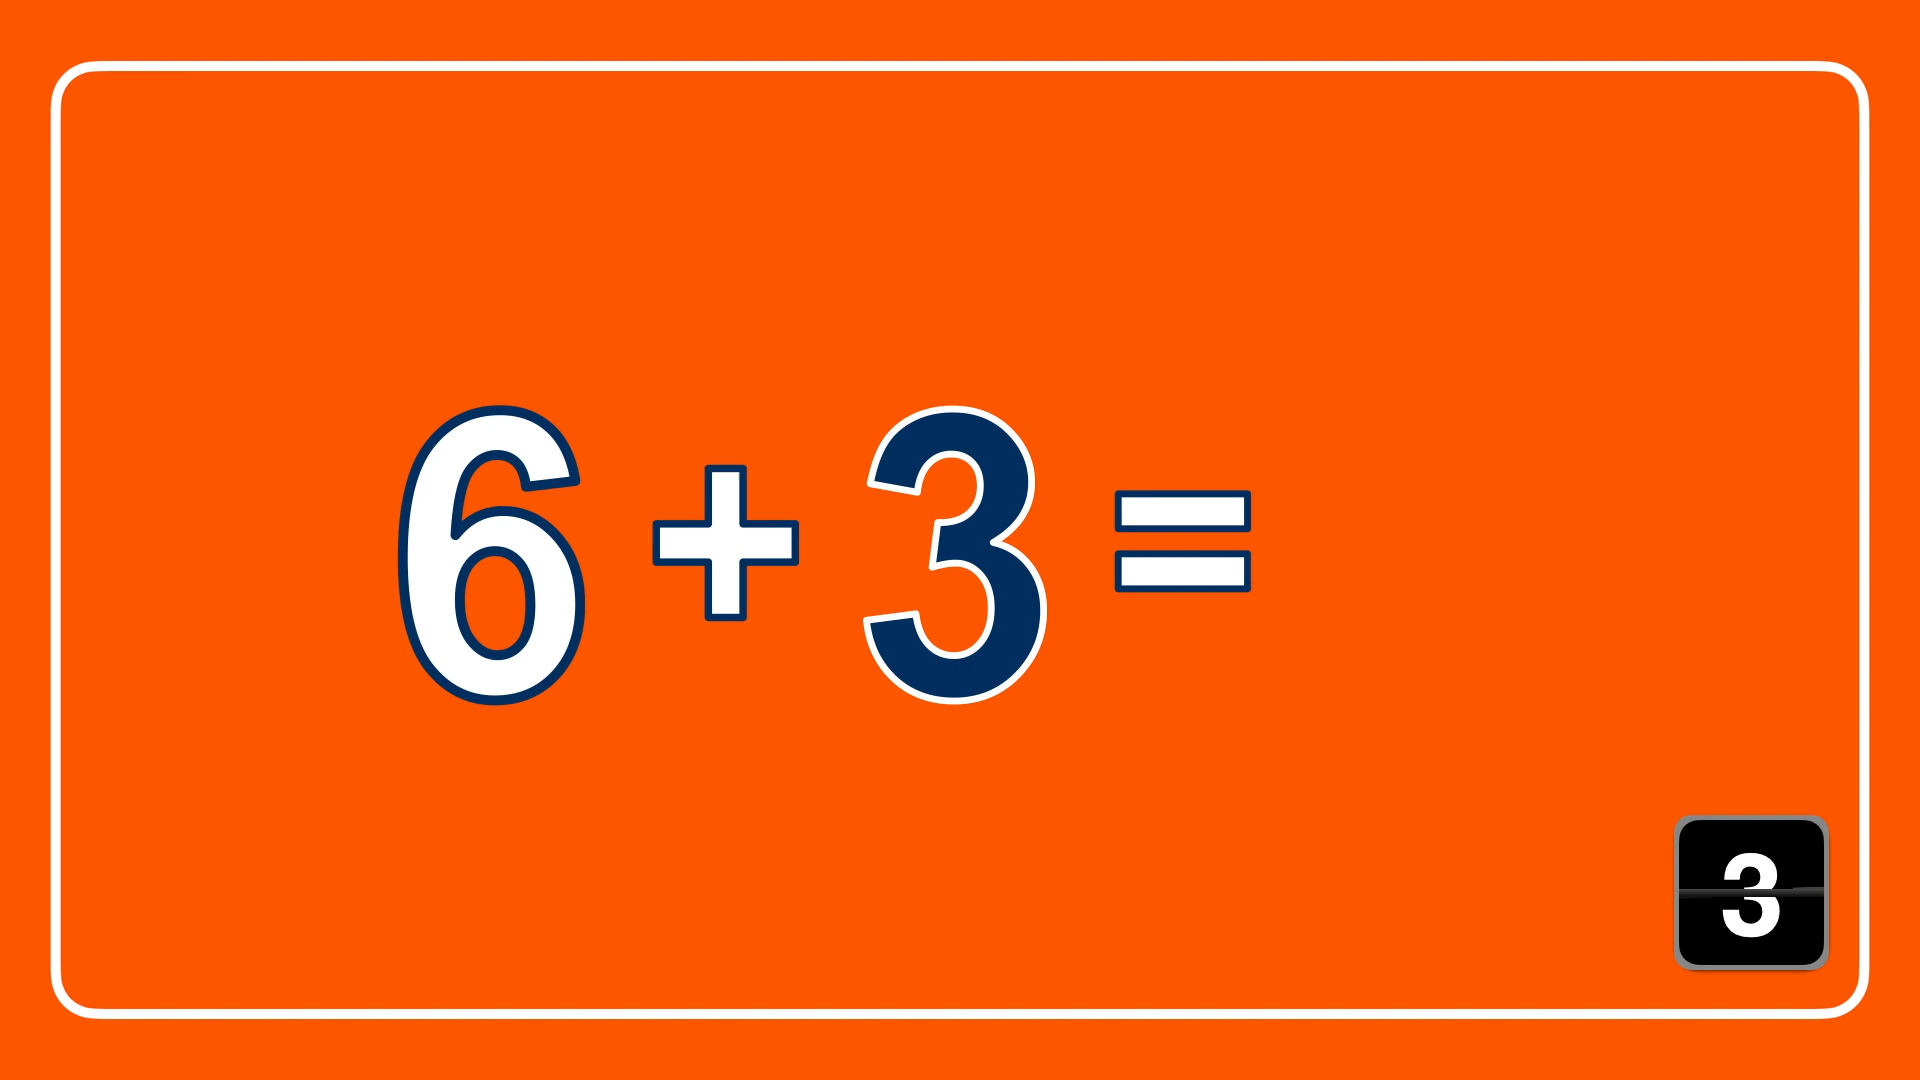 6 + 3 =
3